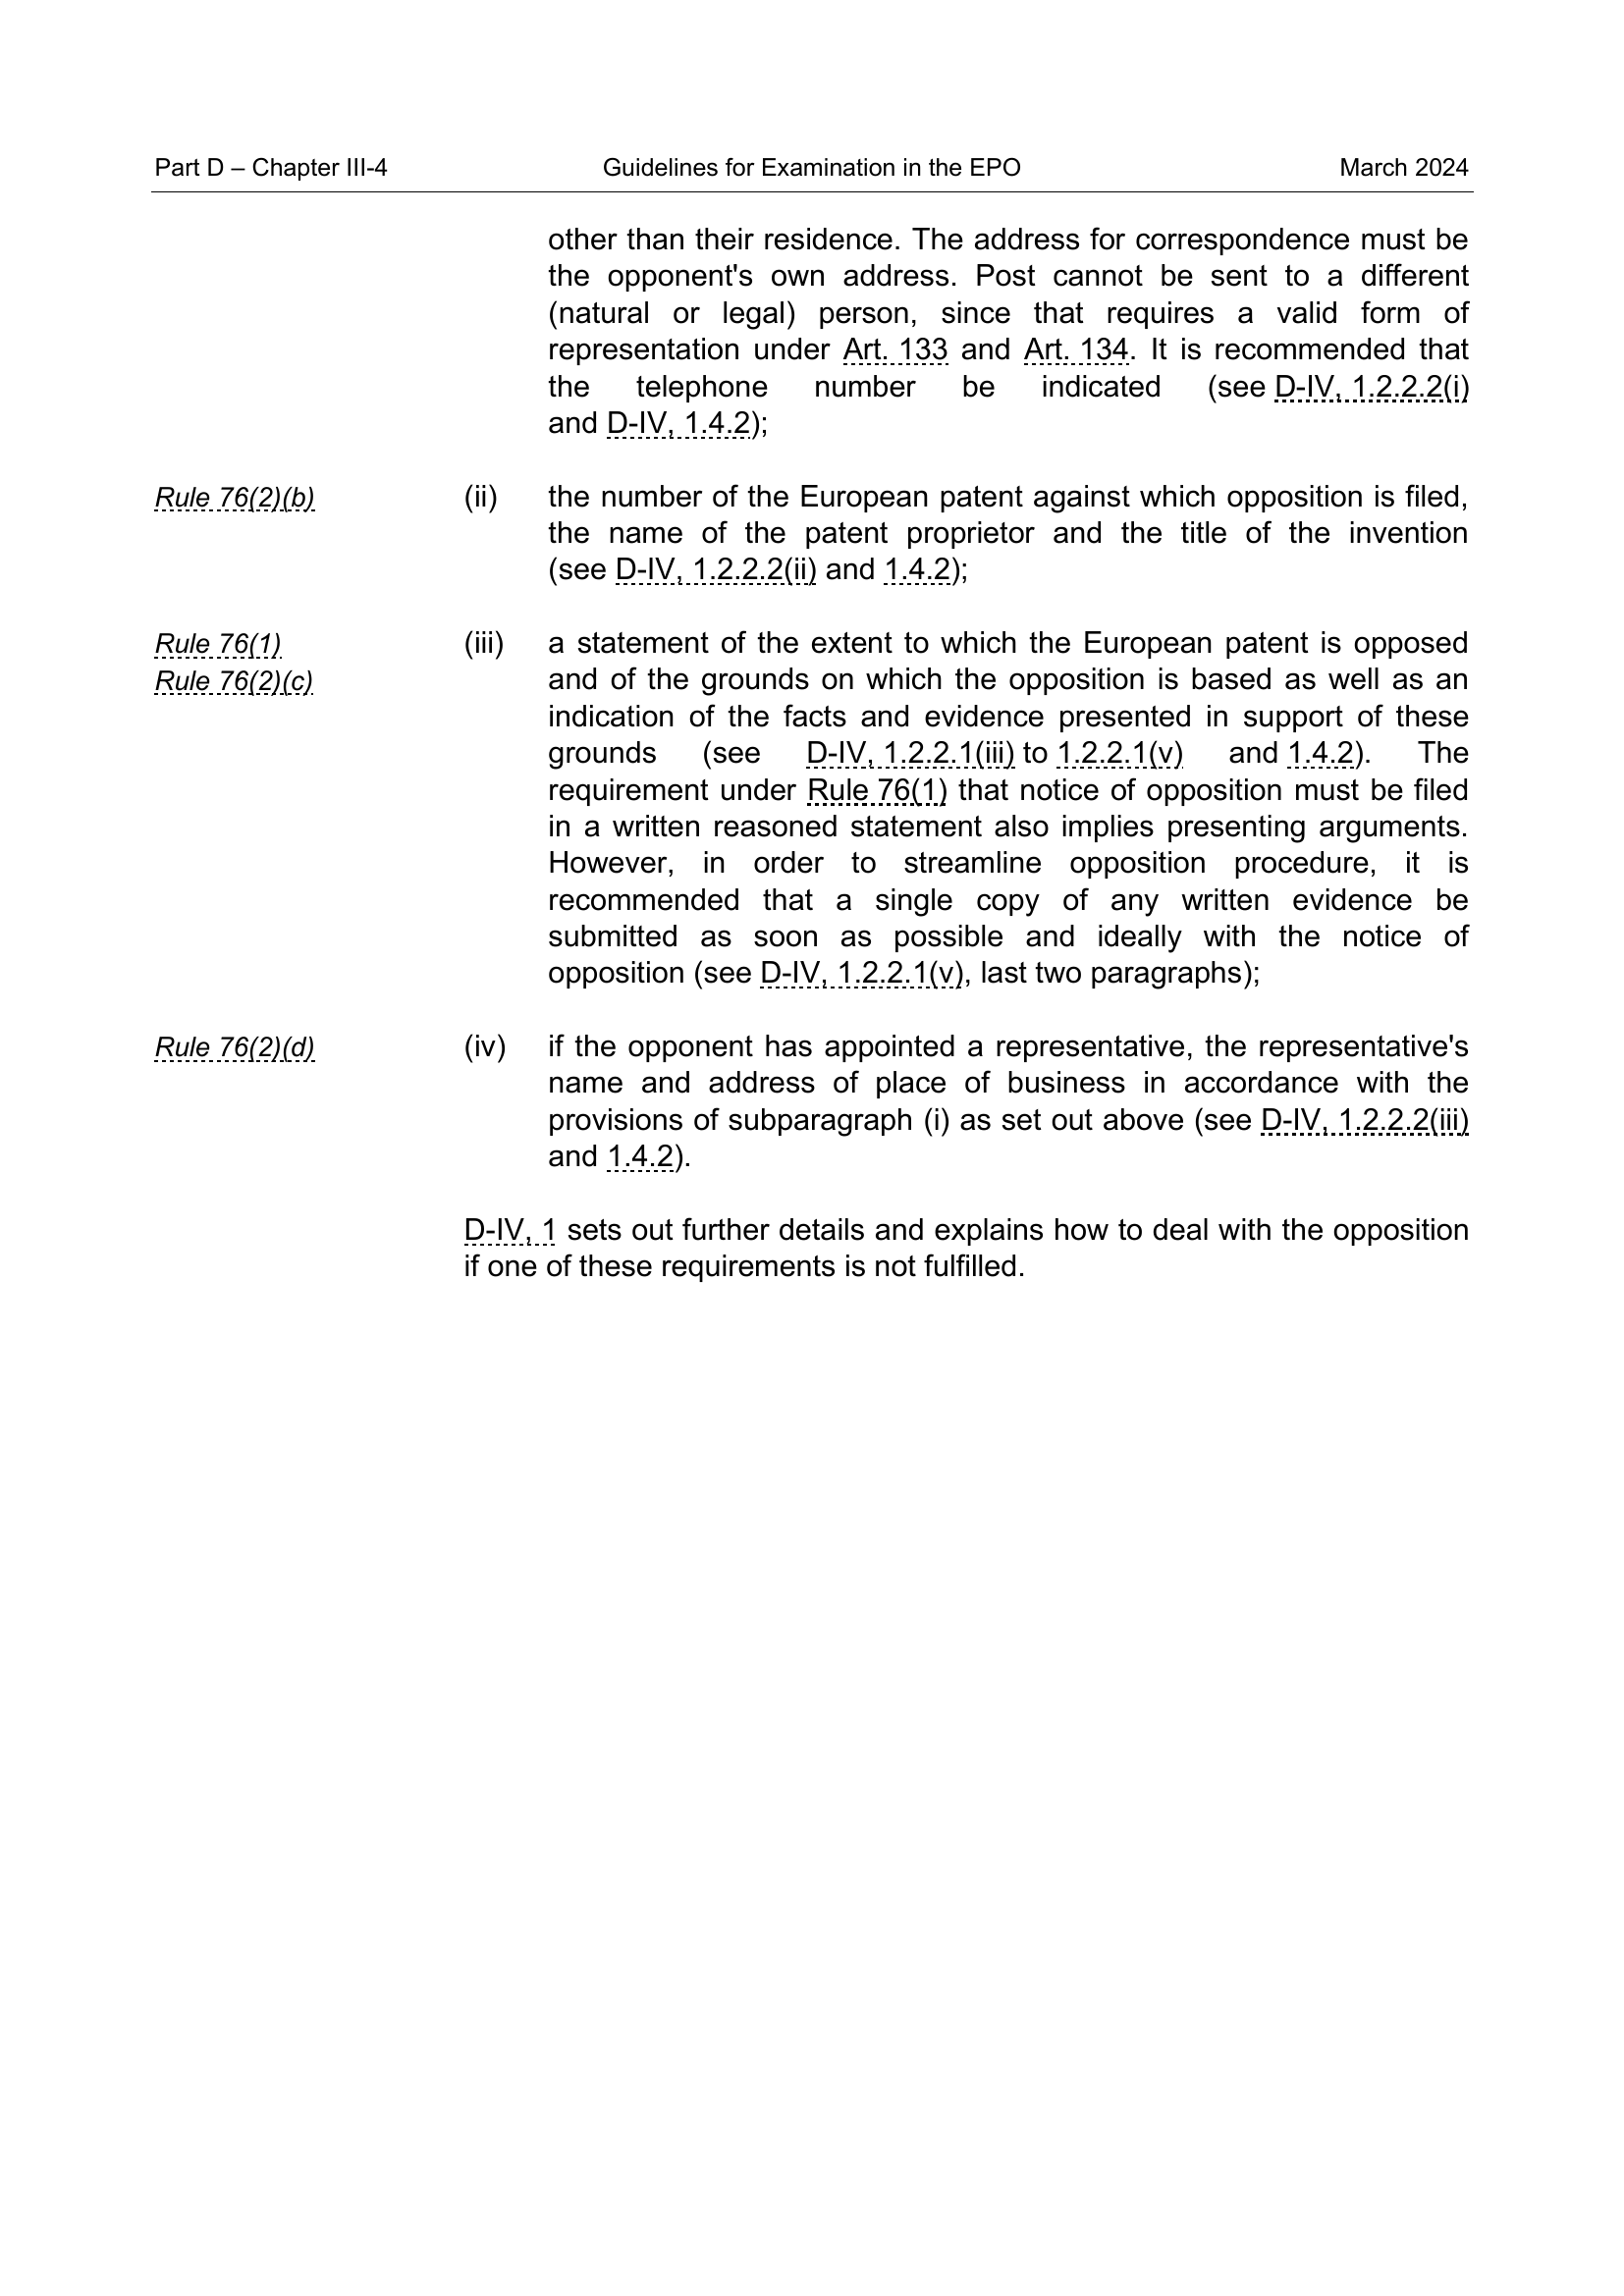 Part D – Chapter III-4 Guidelines for Examination in the EPO March 2024
other than their residence. The address for correspondence must be
the opponent's own address. Post cannot be sent to a different
(natural or legal) person, since that requires a valid form of
representation under Art. 133 and Art. 134. It is recommended that
the telephone number be indicated (see D-IV, 1.2.2.2(i)
and D-IV, 1.4.2);
Rule 76(2)(b) (ii) the number of the European patent against which opposition is filed,
the name of the patent proprietor and the title of the invention
(see D-IV, 1.2.2.2(ii) and 1.4.2);
Rule 76(1) (iii) a statement of the extent to which the European patent is opposed
Rule 76(2)(c) and of the grounds on which the opposition is based as well as an
indication of the facts and evidence presented in support of these
grounds (see D-IV, 1.2.2.1(iii) to 1.2.2.1(v) and 1.4.2). The
requirement under Rule 76(1) that notice of opposition must be filed
in a written reasoned statement also implies presenting arguments.
However, in order to streamline opposition procedure, it is
recommended that a single copy of any written evidence be
submitted as soon as possible and ideally with the notice of
opposition (see D-IV, 1.2.2.1(v), last two paragraphs);
Rule 76(2)(d) (iv) if the opponent has appointed a representative, the representative's
name and address of place of business in accordance with the
provisions of subparagraph (i) as set out above (see D-IV, 1.2.2.2(iii)
and 1.4.2).
D-IV, 1 sets out further details and explains how to deal with the opposition
if one of these requirements is not fulfilled.